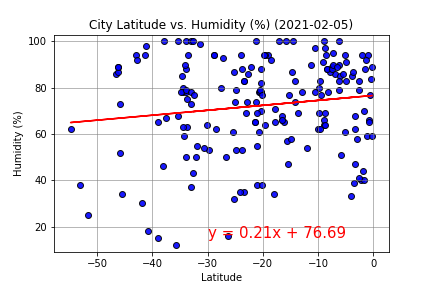 City Latitude vs. Humidity (%) (2021-02-05)
100
80
60
40
20
Humidity (%)
y = 0.21x + 76.69
−50
−40
−30
−20
−10
0
Latitude